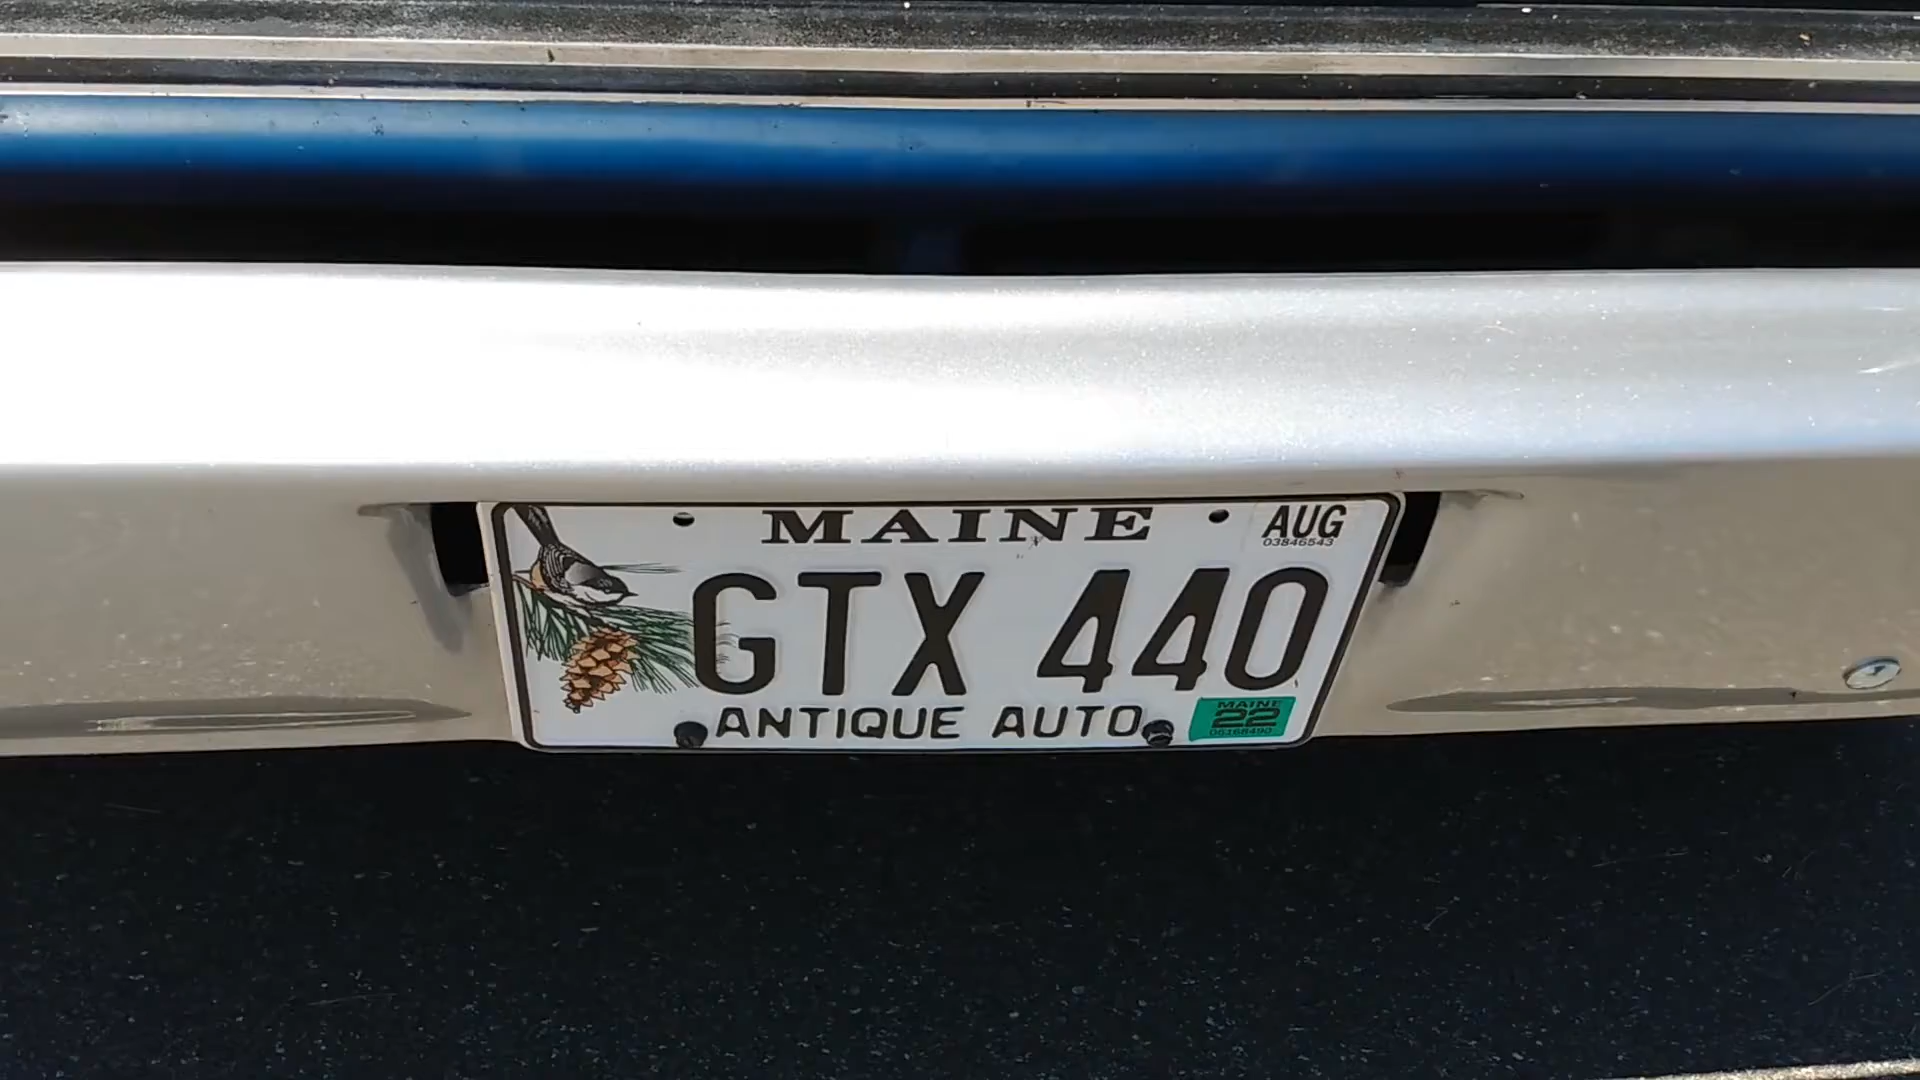 MAINE
AUG
03846543
GTX 440
ANTIQUE AUTO
MAINE
22